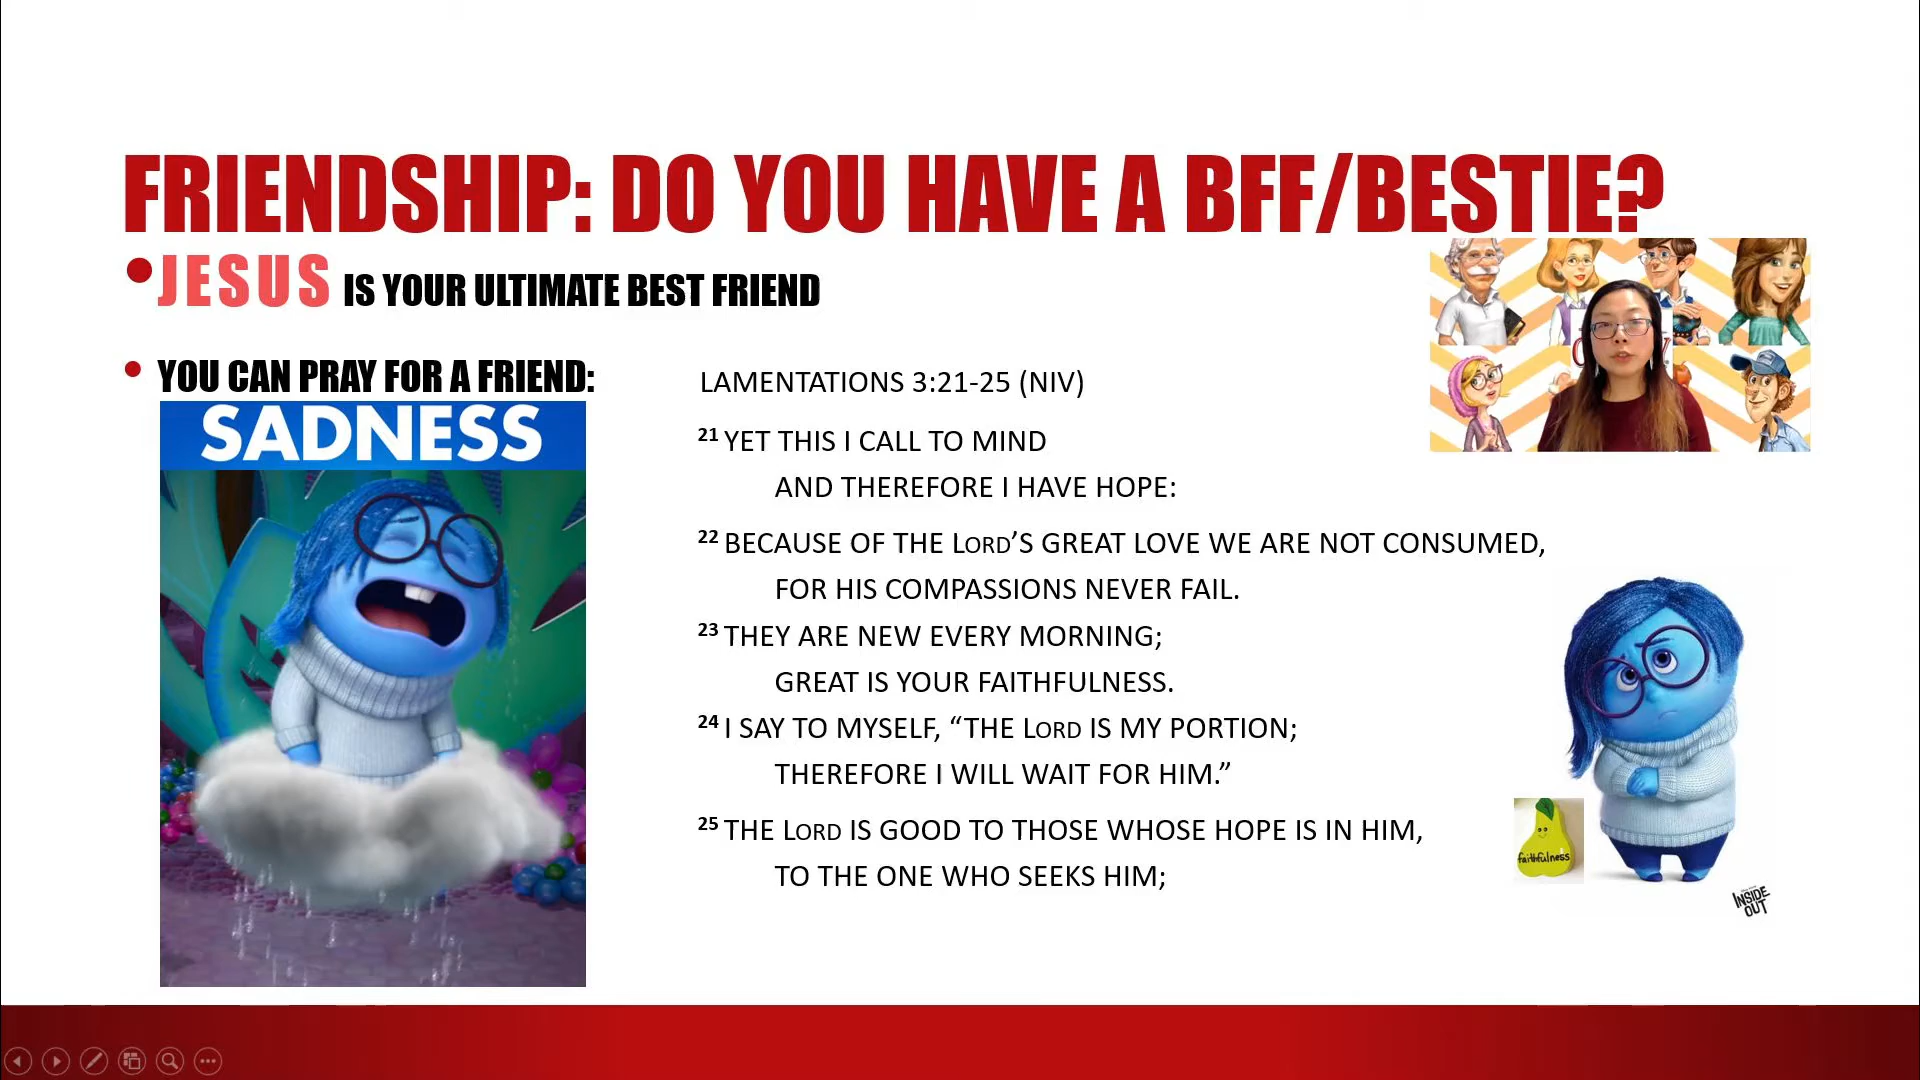 FRIENDSHIP: DO YOU HAVE A BFF/BESTIE?
•JESUS IS YOUR ULTIMATE BEST FRIEND
• YOU CAN PRAY FOR A FRIEND:
SADNESS
LAMENTATIONS 3:21-25 (NIV)
21 YET THIS I CALL TO MIND
AND THEREFORE I HAVE HOPE:
22 BECAUSE OF THE LORD’S GREAT LOVE WE ARE NOT CONSUMED,
FOR HIS COMPASSIONS NEVER FAIL.
23 THEY ARE NEW EVERY MORNING;
GREAT IS YOUR FAITHFULNESS.
24 I SAY TO MYSELF, “THE LORD IS MY PORTION;
THEREFORE I WILL WAIT FOR HIM.”
25 THE LORD IS GOOD TO THOSE WHOSE HOPE IS IN HIM,
TO THE ONE WHO SEEKS HIM;
faithfulness
INSIDE
OUT